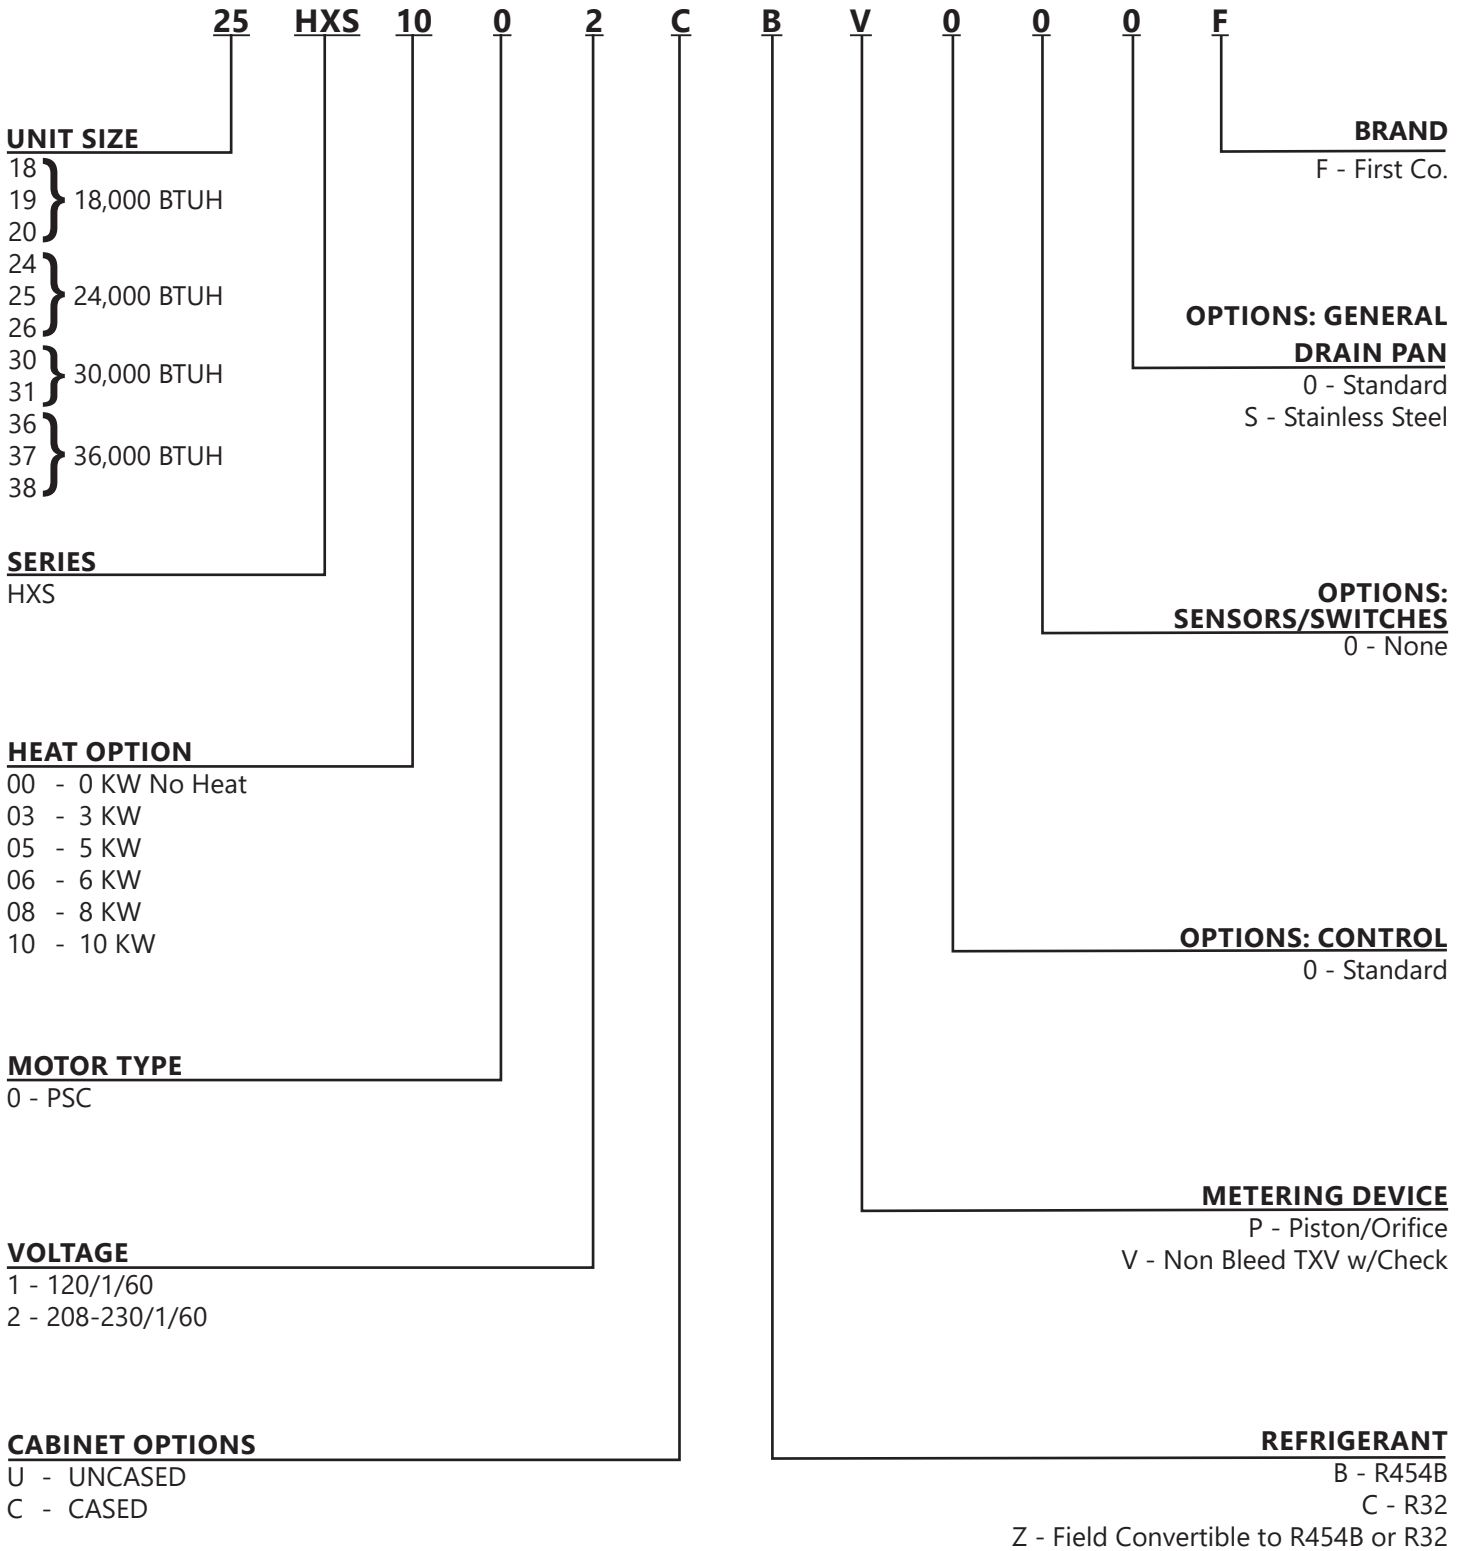 25 HXS 10 0 2 C B V 0 0 0 F
UNIT SIZE
18
19 18,000 BTUH
20
24
25 24,000 BTUH
26
30
31 30,000 BTUH
36
37 36,000 BTUH
38
SERIES
HXS
HEAT OPTION
00 - 0 KW No Heat
03 - 3 KW
05 - 5 KW
06 - 6 KW
08 - 8 KW
10 - 10 KW
MOTOR TYPE
0 - PSC
VOLTAGE
1 - 120/1/60
2 - 208-230/1/60
CABINET OPTIONS
U - UNCASED
C - CASED
BRAND
F - First Co.
OPTIONS: GENERAL
DRAIN PAN
0 - Standard
S - Stainless Steel
OPTIONS:
SENSORS/SWITCHES
0 - None
OPTIONS: CONTROL
0 - Standard
METERING DEVICE
P - Piston/Orifice
V - Non Bleed TXV w/Check
REFRIGERANT
B - R454B
C - R32
Z - Field Convertible to R454B or R32